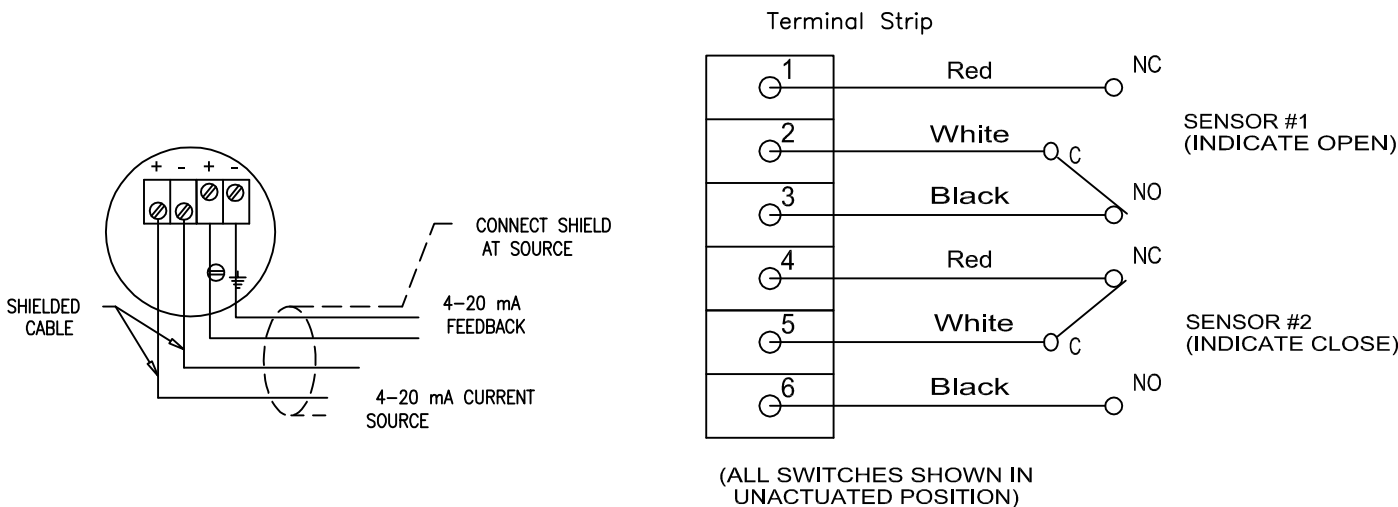 + - + -
CONNECT SHIELD
AT SOURCE
SHIELDED
CABLE
4-20 mA
FEEDBACK
4-20 mA CURRENT
SOURCE
Terminal Strip
1 Red NC
2 White C
3 Black NO
SENSOR #1
(INDICATE OPEN)
4 Red NC
5 White C
6 Black NO
SENSOR #2
(INDICATE CLOSE)
(ALL SWITCHES SHOWN IN
UNACTUATED POSITION)